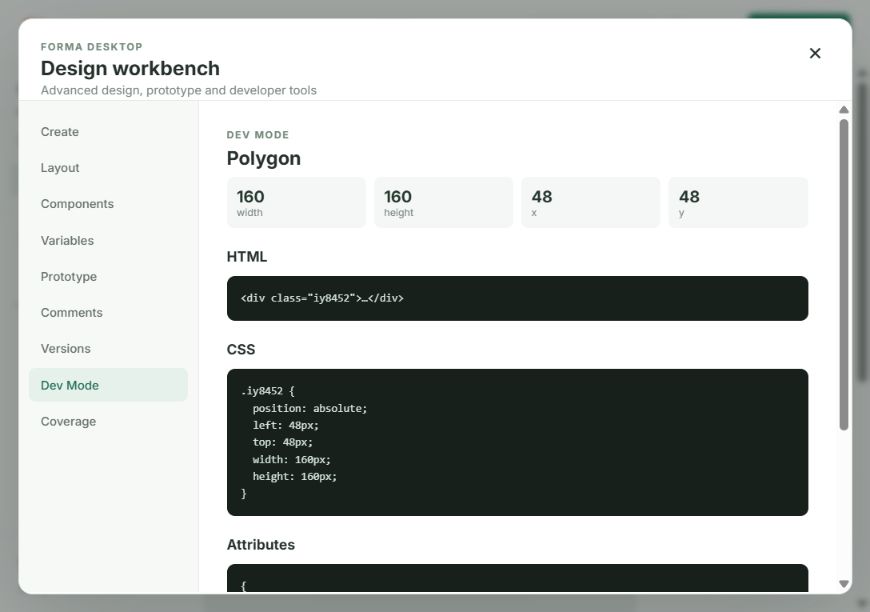 FORMA DESKTOP
Design workbench
Advanced design, prototype and developer tools
Create
Layout
Components
Variables
Prototype
Comments
Versions
Dev Mode
Coverage
DEV MODE
Polygon
160
width
160
height
48
x
48
y
HTML
<div class="iy8452">…</div>
CSS
.iy8452 {
  position: absolute;
  left: 48px;
  top: 48px;
  width: 160px;
  height: 160px;
}
Attributes
{